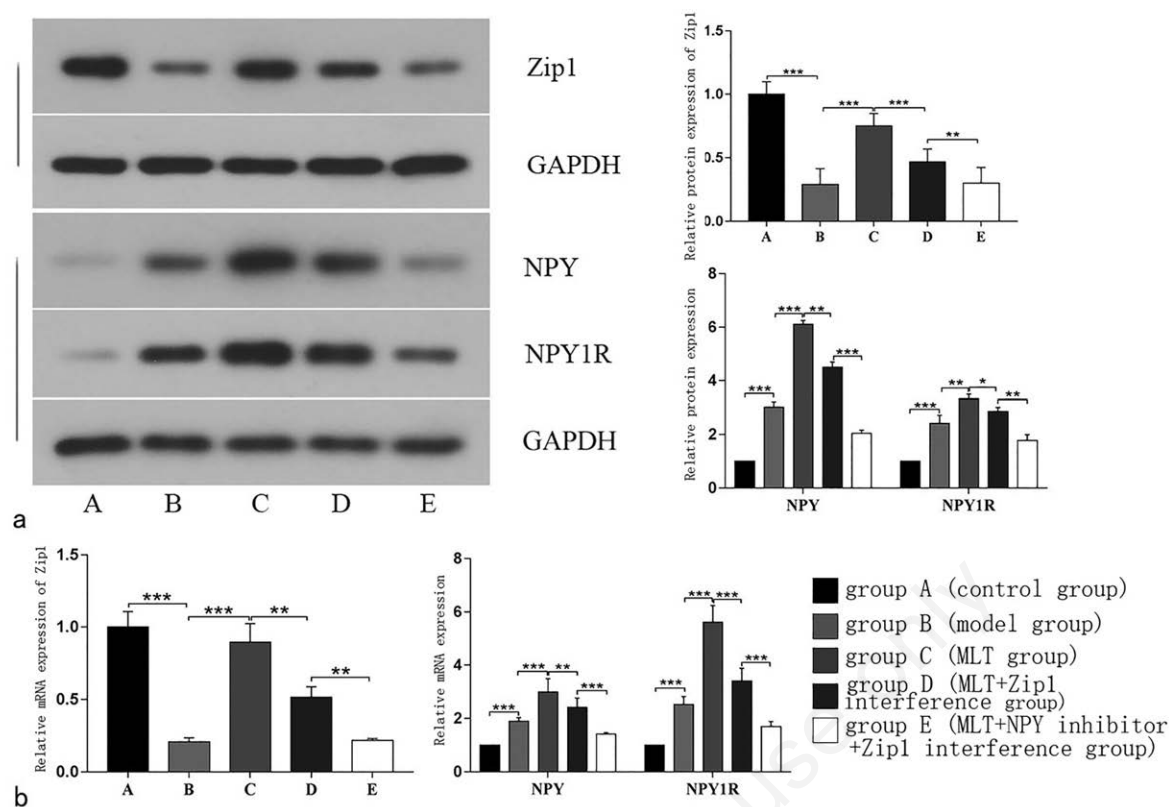 Zip1
GAPDH
NPY
NPY1R
GAPDH
A B C D E
a
Relative protein expression of Zip1
1.5
1.0
0.5
0.0
*** *** *** **
A B C D E
Relative protein expression
8
6
4
2
0
*** *** ** *** *** ** * **
NPY NPY1R
Relative mRNA expression of Zip1
1.5
1.0
0.5
0.0
*** *** ** **
A B C D E
b
Relative mRNA expression
8
6
4
2
0
*** *** ** *** *** *** *** ***
NPY NPY1R
group A (control group)
group B (model group)
group C (MLT group)
group D (MLT+Zip1
interference group)
group E (MLT+NPY inhibitor
+Zip1 interference group)
use only